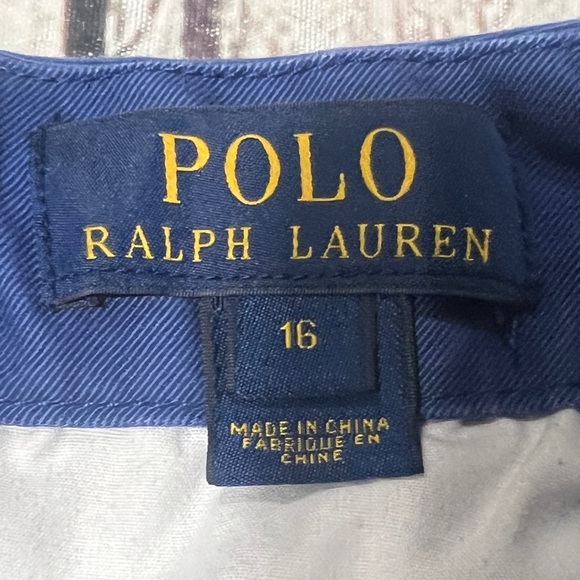 POLO
RALPH LAUREN
16
MADE IN CHINA
FABRIQUE EN
CHINE